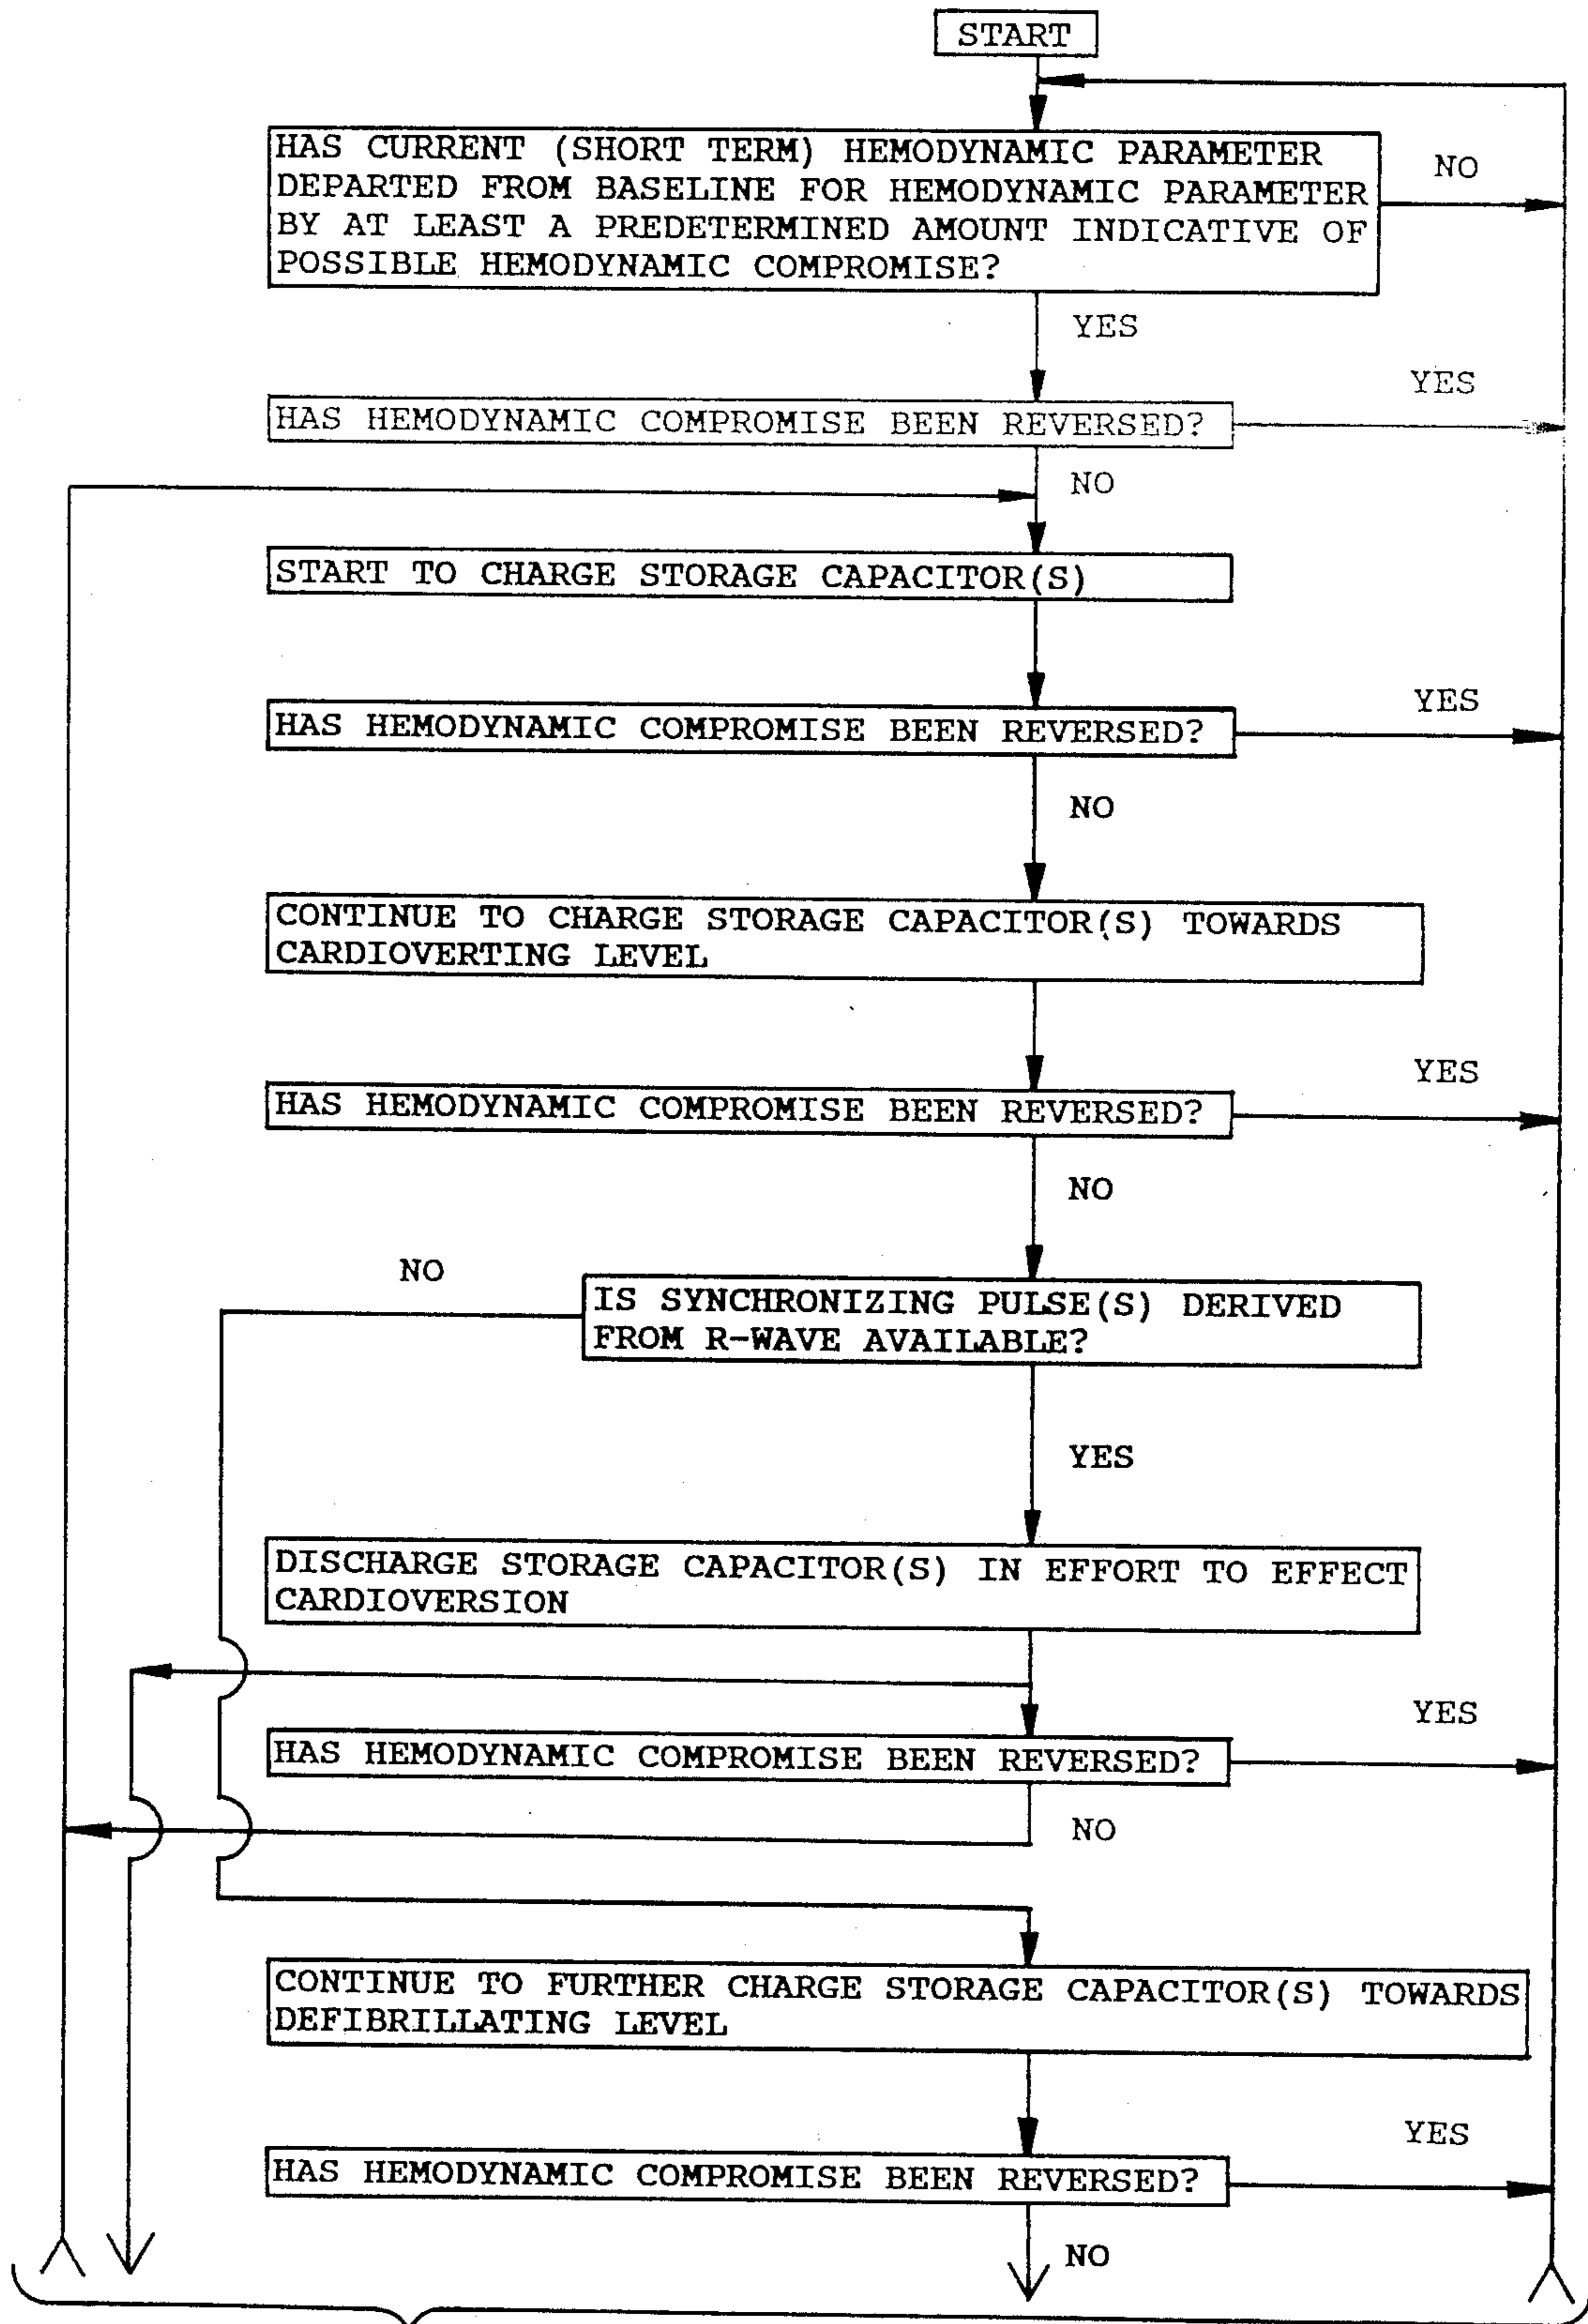 START
HAS CURRENT (SHORT TERM) HEMODYNAMIC PARAMETER
DEPARTED FROM BASELINE FOR HEMODYNAMIC PARAMETER
BY AT LEAST A PREDETERMINED AMOUNT INDICATIVE OF
POSSIBLE HEMODYNAMIC COMPROMISE?
NO
YES
HAS HEMODYNAMIC COMPROMISE BEEN REVERSED?
YES
NO
START TO CHARGE STORAGE CAPACITOR(S)
HAS HEMODYNAMIC COMPROMISE BEEN REVERSED?
YES
NO
CONTINUE TO CHARGE STORAGE CAPACITOR(S) TOWARDS
CARDIOVERTING LEVEL
HAS HEMODYNAMIC COMPROMISE BEEN REVERSED?
YES
NO
NO
IS SYNCHRONIZING PULSE(S) DERIVED
FROM R-WAVE AVAILABLE?
YES
DISCHARGE STORAGE CAPACITOR(S) IN EFFORT TO EFFECT
CARDIOVERSION
HAS HEMODYNAMIC COMPROMISE BEEN REVERSED?
YES
NO
CONTINUE TO FURTHER CHARGE STORAGE CAPACITOR(S) TOWARDS
DEFIBRILLATING LEVEL
HAS HEMODYNAMIC COMPROMISE BEEN REVERSED?
YES
NO